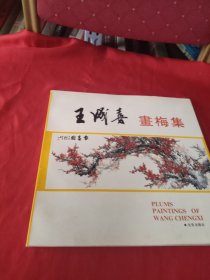 王成喜 畫梅集
PLUMS
PAINTINGS OF
WANG CHENGXI